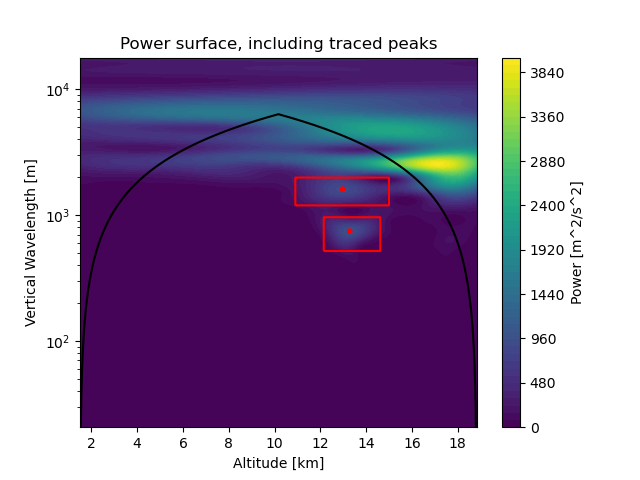 Power surface, including traced peaks
Vertical Wavelength [m]
10^4
10^3
10^2
2 4 6 8 10 12 14 16 18
Altitude [km]
3840
3360
2880
2400
1920
1440
960
480
0
Power [m^2/s^2]